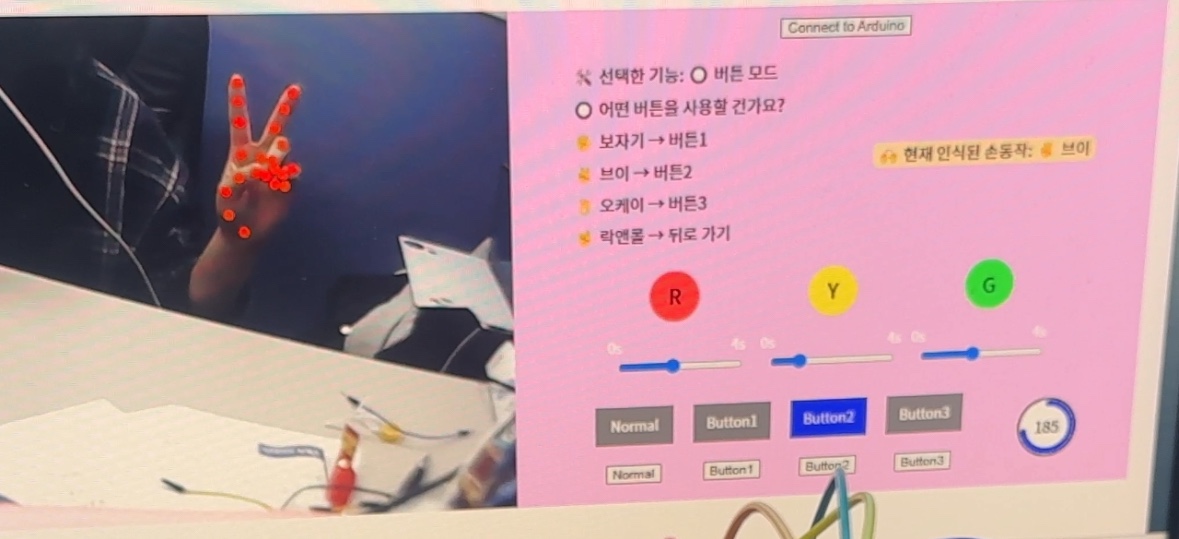 Connect to Arduino
🛠 선택한 기능: ⚪ 버튼 모드
⚪ 어떤 버튼을 사용할 건가요?
🖐 보자기 → 버튼1
✌ 브이 → 버튼2
👌 오케이 → 버튼3
🤘 락앤롤 → 뒤로 가기
🙌 현재 인식된 손동작: ✌ 브이
R Y G
0s 4s 0s 4s 0s 4s
Normal Button1 Button2 Button3
185
Normal Button1 Button2 Button3